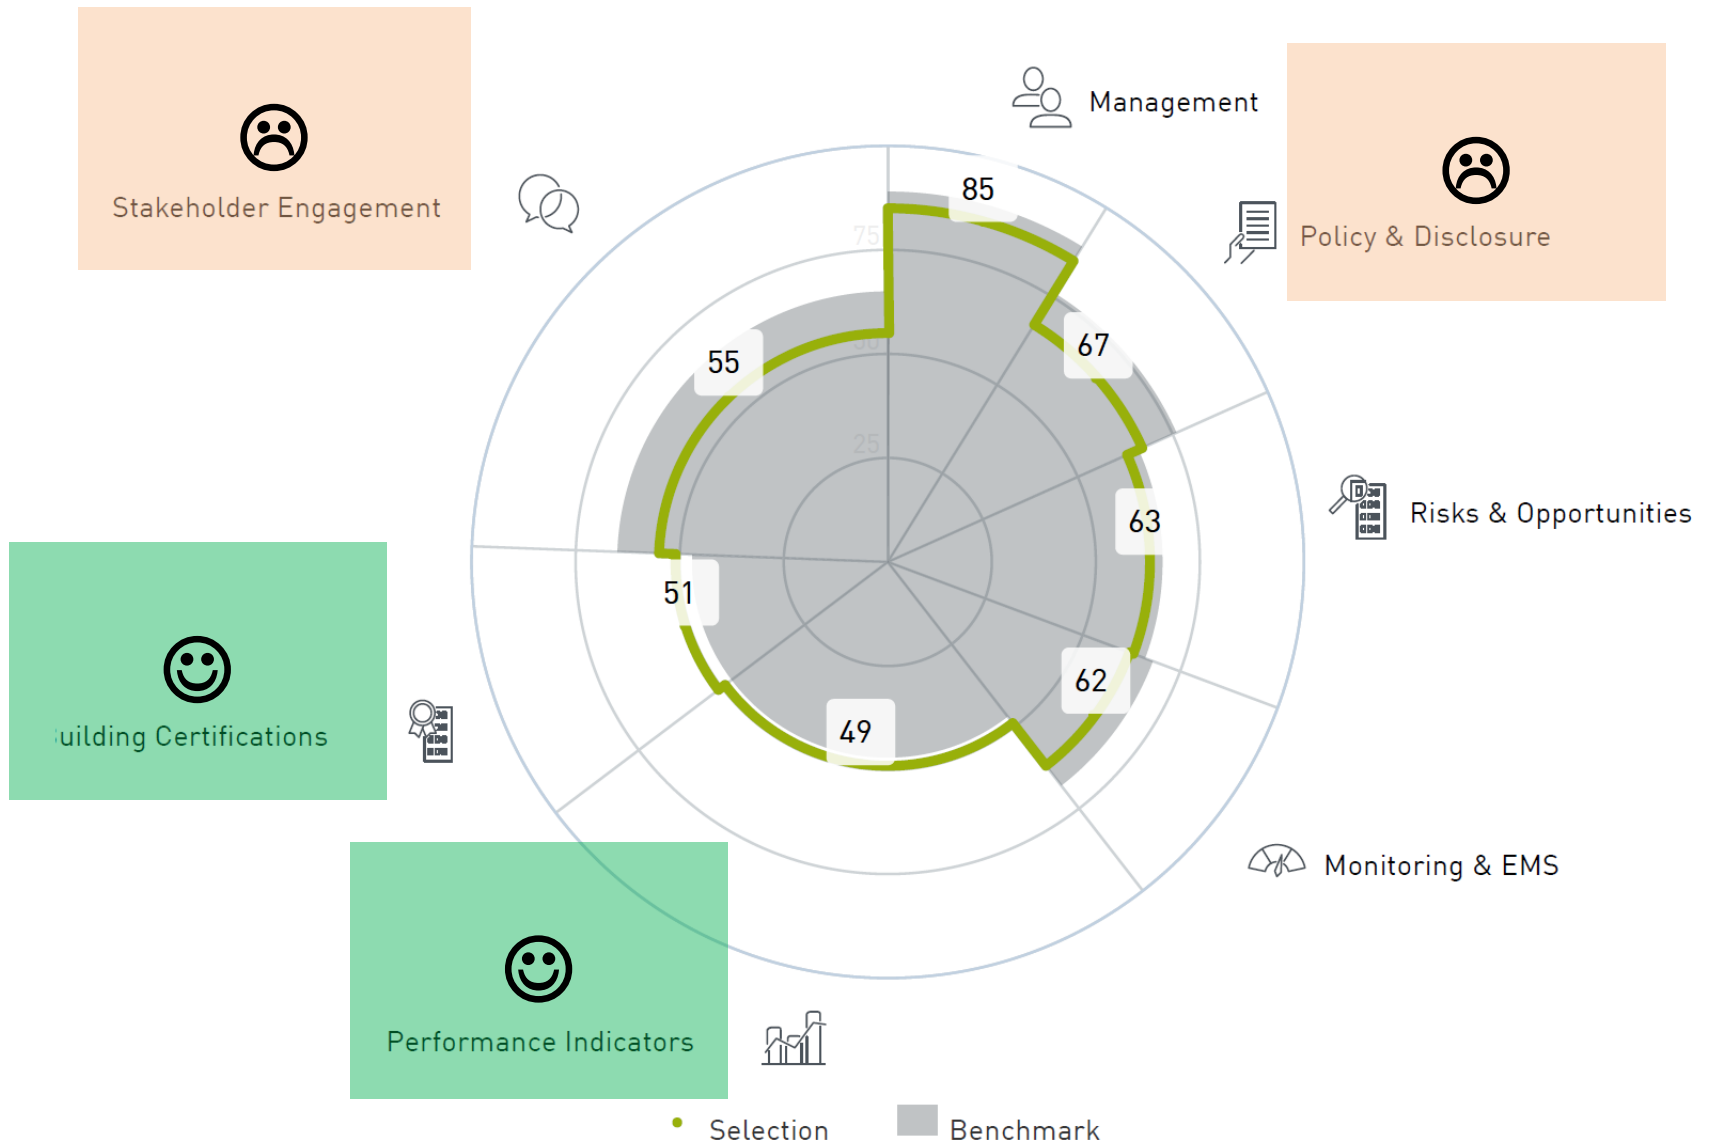 Management
85
Stakeholder Engagement
Policy & Disclosure
75
67
55
50
25
63
Risks & Opportunities
51
62
49
uilding Certifications
Monitoring & EMS
Performance Indicators
Selection
Benchmark